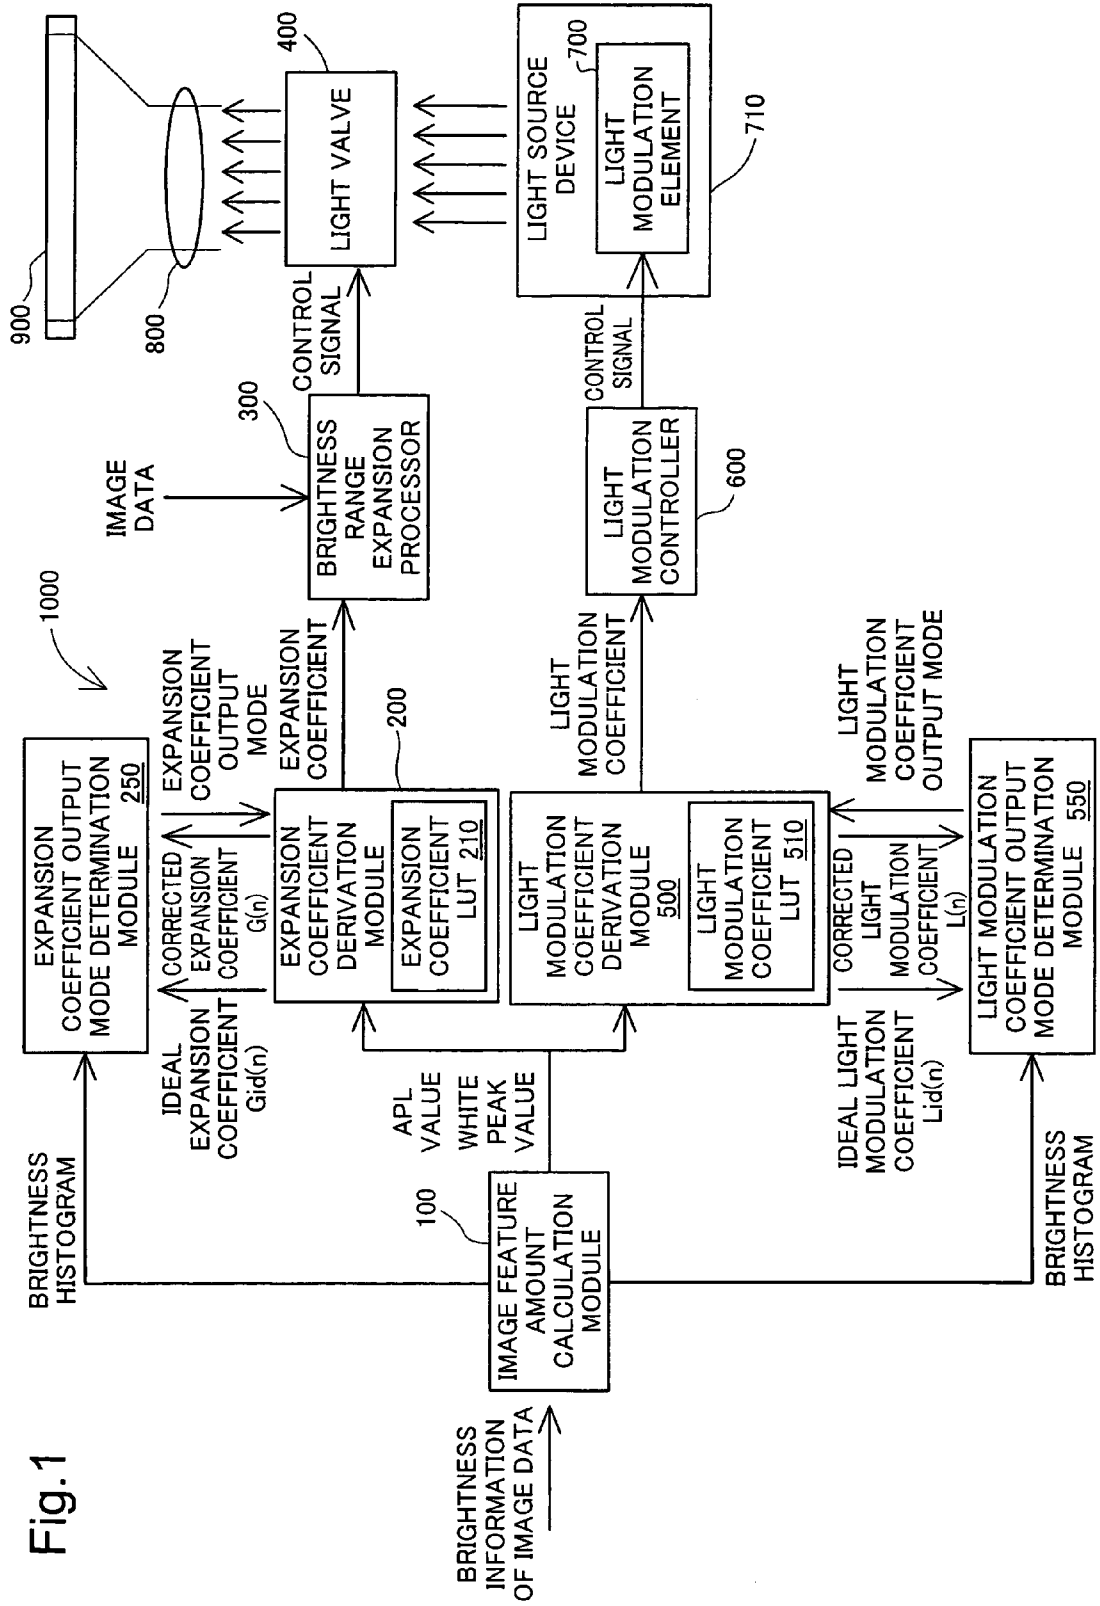 Fig.1
1000
BRIGHTNESS
INFORMATION
OF IMAGE DATA
100
IMAGE FEATURE
AMOUNT
CALCULATION
MODULE
BRIGHTNESS
HISTOGRAM
BRIGHTNESS
HISTOGRAM
APL
VALUE
WHITE
PEAK
VALUE
EXPANSION
COEFFICIENT OUTPUT
MODE DETERMINATION
MODULE 250
IDEAL
EXPANSION
COEFFICIENT
Gid(n)
CORRECTED
EXPANSION
COEFFICIENT
G(n)
EXPANSION
COEFFICIENT
OUTPUT
MODE
EXPANSION
COEFFICIENT
DERIVATION
MODULE
200
EXPANSION
COEFFICIENT
LUT 210
EXPANSION
COEFFICIENT
IMAGE
DATA
300
BRIGHTNESS
RANGE
EXPANSION
PROCESSOR
CONTROL
SIGNAL
400
LIGHT VALVE
800
900
LIGHT
MODULATION
COEFFICIENT
DERIVATION
MODULE
500
LIGHT
MODULATION
COEFFICIENT
LUT 510
LIGHT
MODULATION
COEFFICIENT
LIGHT
MODULATION
CONTROLLER
600
CONTROL
SIGNAL
LIGHT SOURCE
DEVICE
700
LIGHT
MODULATION
ELEMENT
710
IDEAL LIGHT
MODULATION
COEFFICIENT
Lid(n)
CORRECTED
LIGHT
MODULATION
COEFFICIENT
L(n)
LIGHT
MODULATION
COEFFICIENT
OUTPUT MODE
LIGHT MODULATION
COEFFICIENT OUTPUT
MODE DETERMINATION
MODULE 550